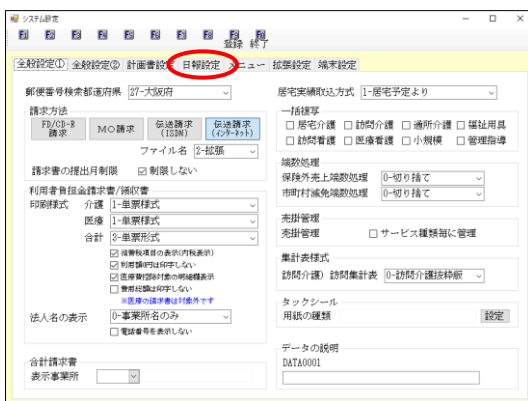 システム設定
F1 F2 F3 F4 F5 F6 F7 F8 F9 登録 終了
全般設定① 全般設定② 計画書設定 日報設定 メニュー 拡張設定 端末設定
郵便番号検索都道府県 27-大阪府
請求方法
FD/CD-R請求 MO請求 伝送請求(ISDN) 伝送請求(インターネット)
ファイル名 2-拡張
請求書の提出月制限 制限しない
利用者負担金請求書/領収書
印刷様式 介護 1-単票様式
医療 1-単票様式
合計 3-単票形式
消費税項目の表示(内税表示)
利用額0円は印字しない
医療費控除対象の明細欄表示
費用総額は印字しない
※医療の請求書は対象外です
法人名の表示 0-事業所名のみ
電話番号を表示しない
合計請求書
表示事業所
居宅実績取込方式 1-居宅予定より
一括複写
居宅介護 訪問介護 通所介護 福祉用具
訪問看護 医療看護 小規模 管理指導
端数処理
保険外売上端数処理 0-切り捨て
市町村減免端数処理 0-切り捨て
売掛管理
売掛管理 サービス種類毎に管理
集計表様式
訪問介護) 訪問集計表 0-訪問介護抜粋版
タックシール
用紙の種類 設定
データの説明
DATA0001